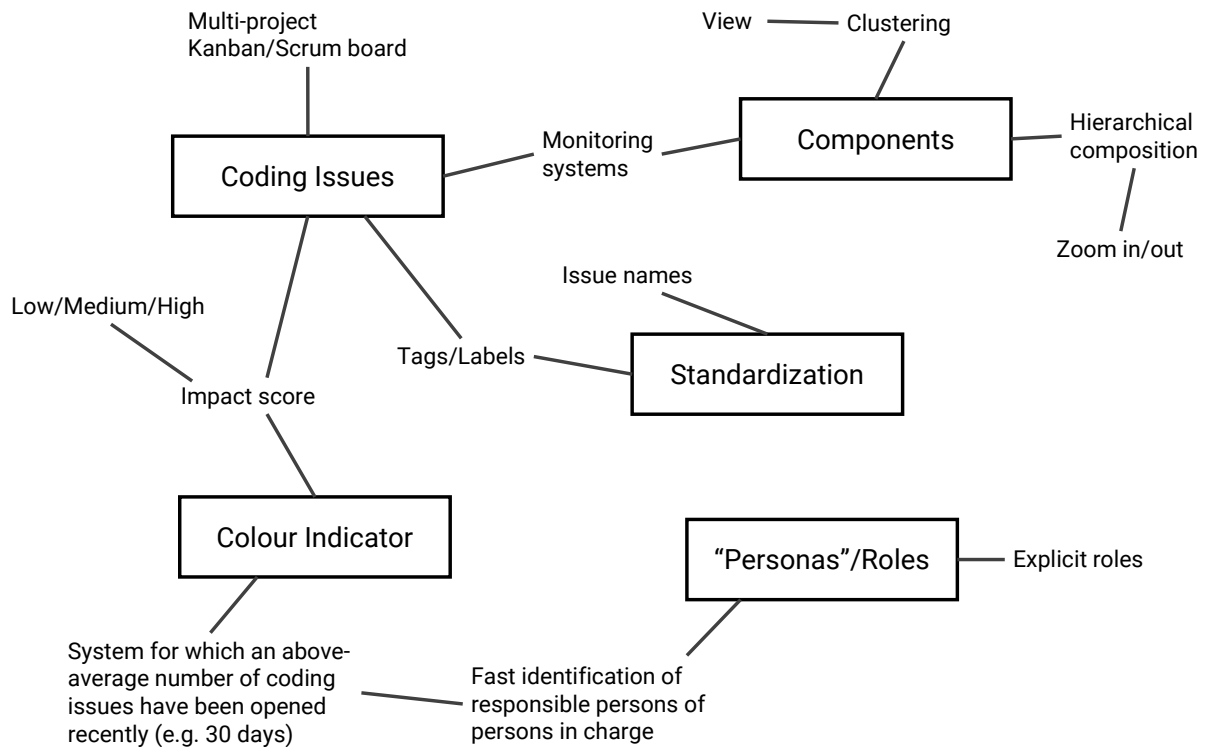 Multi-project
Kanban/Scrum board
View
Clustering
Components
Hierarchical
composition
Monitoring
systems
Coding Issues
Zoom in/out
Issue names
Low/Medium/High
Tags/Labels
Standardization
Impact score
Colour Indicator
“Personas”/Roles
Explicit roles
System for which an above-
average number of coding
issues have been opened
recently (e.g. 30 days)
Fast identification of
responsible persons of
persons in charge